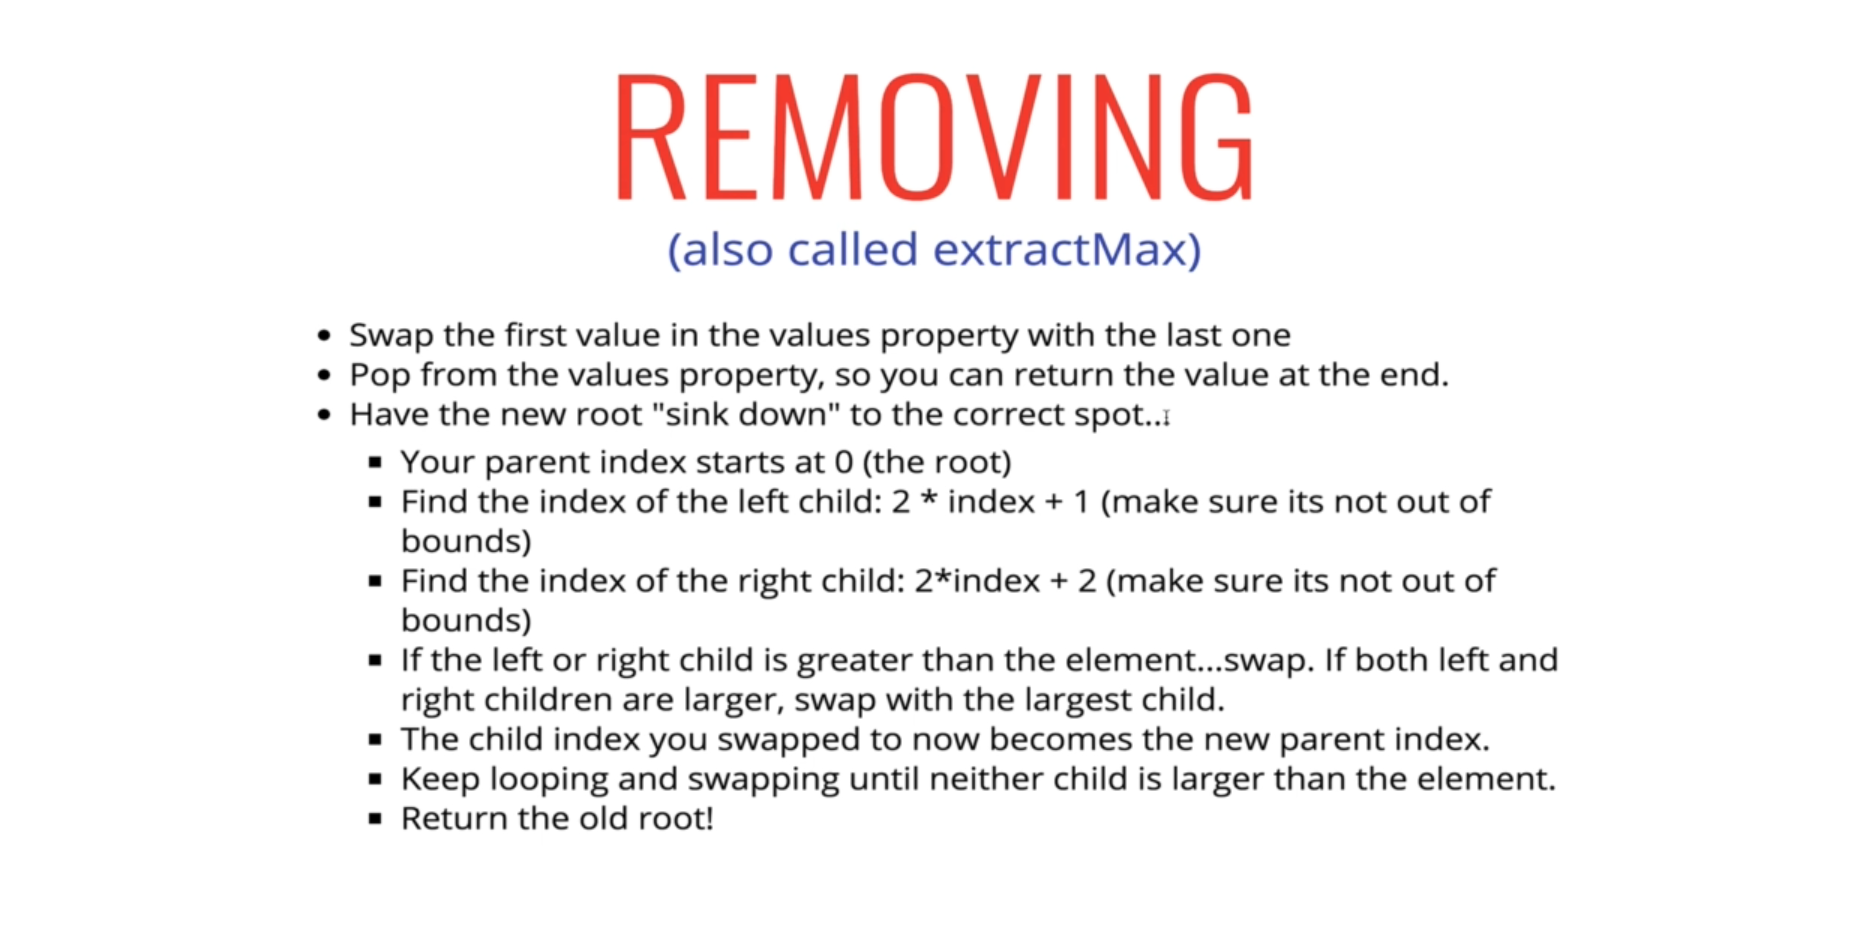 REMOVING
(also called extractMax)
• Swap the first value in the values property with the last one
• Pop from the values property, so you can return the value at the end.
• Have the new root "sink down" to the correct spot...
▪ Your parent index starts at 0 (the root)
▪ Find the index of the left child: 2 * index + 1 (make sure its not out of
bounds)
▪ Find the index of the right child: 2*index + 2 (make sure its not out of
bounds)
▪ If the left or right child is greater than the element...swap. If both left and
right children are larger, swap with the largest child.
▪ The child index you swapped to now becomes the new parent index.
▪ Keep looping and swapping until neither child is larger than the element.
▪ Return the old root!